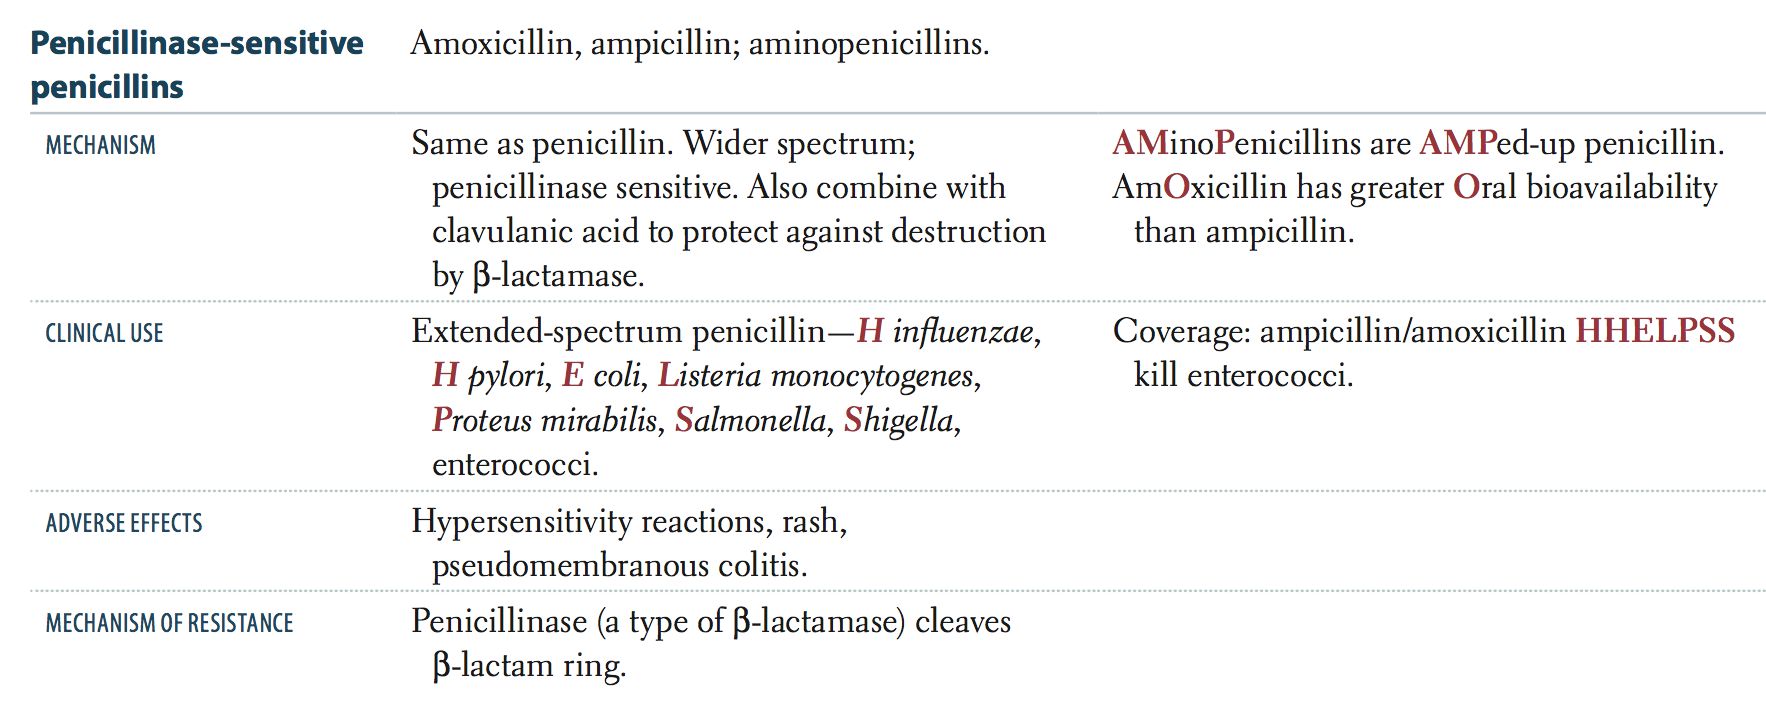 Penicillinase-sensitive
penicillins
Amoxicillin, ampicillin; aminopenicillins.
MECHANISM
Same as penicillin. Wider spectrum;
penicillinase sensitive. Also combine with
clavulanic acid to protect against destruction
by β-lactamase.
AMinoPenicillins are AMPed-up penicillin.
AmOxicillin has greater Oral bioavailability
than ampicillin.
CLINICAL USE
Extended-spectrum penicillin—H influenzae,
H pylori, E coli, Listeria monocytogenes,
Proteus mirabilis, Salmonella, Shigella,
enterococci.
Coverage: ampicillin/amoxicillin HHELPSS
kill enterococci.
ADVERSE EFFECTS
Hypersensitivity reactions, rash,
pseudomembranous colitis.
MECHANISM OF RESISTANCE
Penicillinase (a type of β-lactamase) cleaves
β-lactam ring.